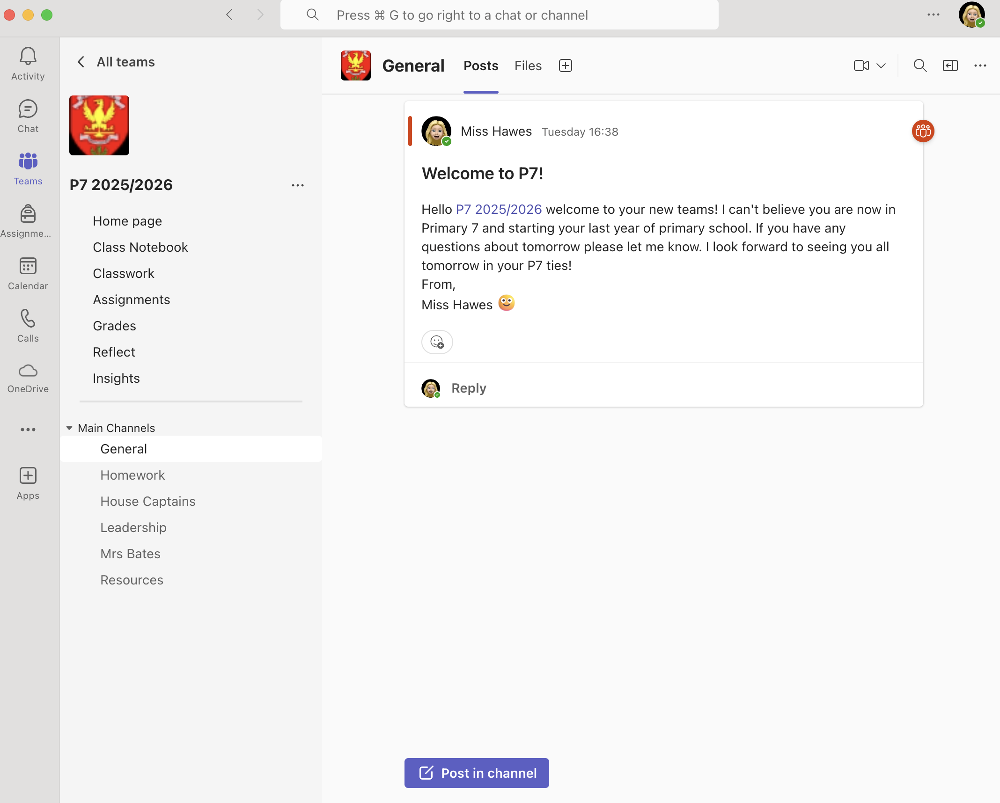 Press ⌘ G to go right to a chat or channel
Activity
Chat
Teams
Assignme...
Calendar
Calls
OneDrive
Apps
All teams
P7 2025/2026
Home page
Class Notebook
Classwork
Assignments
Grades
Reflect
Insights
Main Channels
General
Homework
House Captains
Leadership
Mrs Bates
Resources
General Posts Files
Miss Hawes Tuesday 16:38
Welcome to P7!
Hello P7 2025/2026 welcome to your new teams! I can't believe you are now in
Primary 7 and starting your last year of primary school. If you have any
questions about tomorrow please let me know. I look forward to seeing you all
tomorrow in your P7 ties!
From,
Miss Hawes
Reply
Post in channel